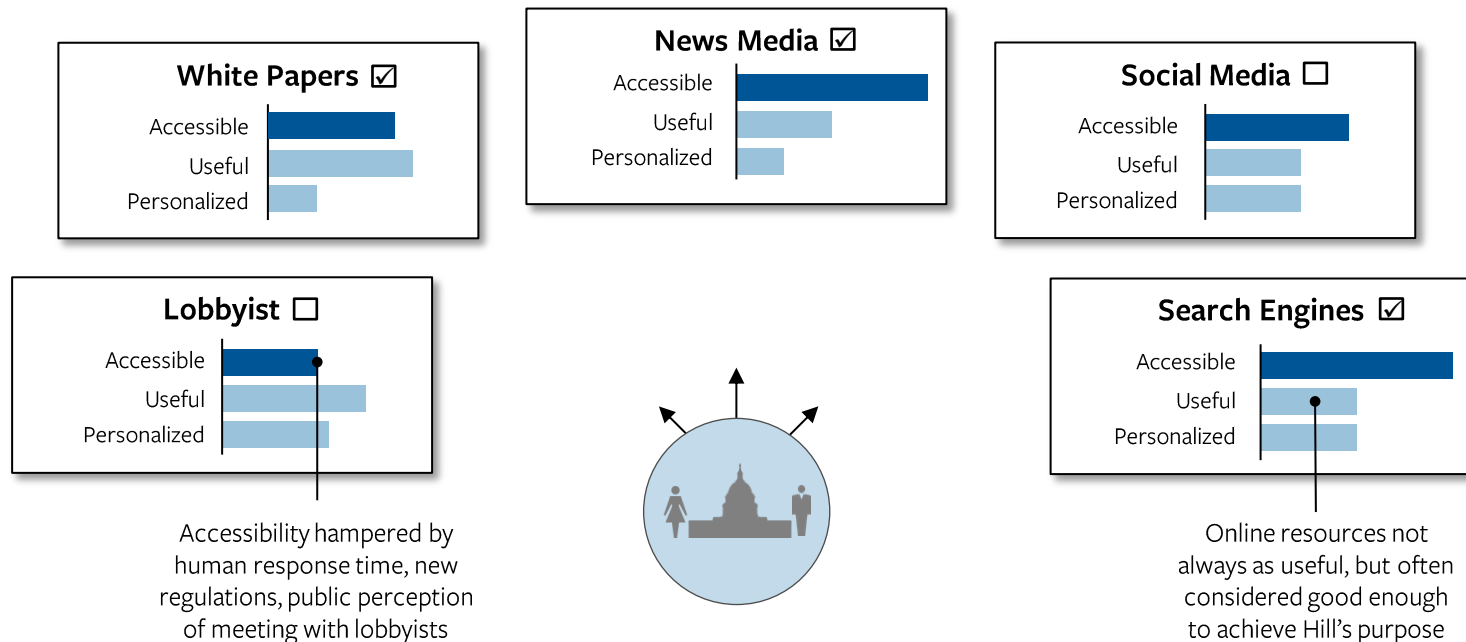 White Papers ☑
Accessible
Useful
Personalized
News Media ☑
Accessible
Useful
Personalized
Social Media ☐
Accessible
Useful
Personalized
Lobbyist ☐
Accessible
Useful
Personalized
Accessibility hampered by
human response time, new
regulations, public perception
of meeting with lobbyists
Search Engines ☑
Accessible
Useful
Personalized
Online resources not
always as useful, but often
considered good enough
to achieve Hill's purpose